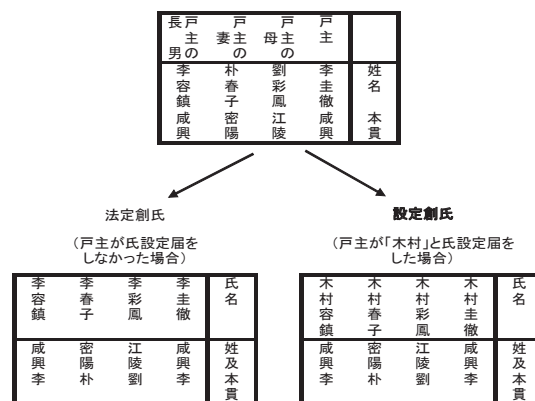 戸主
戸主の母
戸主の妻
戸主の長男
姓名 本貫
李圭徹 咸興
劉彩鳳 江陵
朴春子 密陽
李容鎮 咸興
法定創氏
(戸主が氏設定届を
しなかった場合)
氏名
李圭徹
李彩鳳
李春子
李容鎮
姓及本貫
咸興李
江陵劉
密陽朴
咸興李
設定創氏
(戸主が「木村」と氏設定届を
した場合)
氏名
木村圭徹
木村彩鳳
木村春子
木村容鎮
姓及本貫
咸興李
江陵劉
密陽朴
咸興李